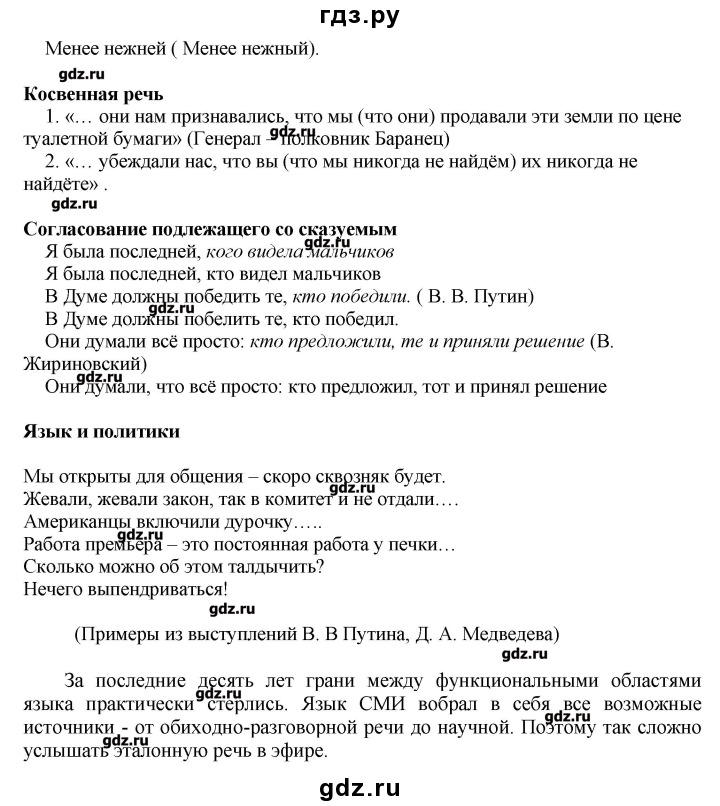 гдз.ру
Менее нежней ( Менее нежный).
gdz.ru
Косвенная речь
1. «… они нам признавались, что мы (что они) продавали эти земли по цене
туалетной бумаги» (Генерал – полковник Баранец)
gdz.ru
2. «… убеждали нас, что вы (что мы никогда не найдём) их никогда не
найдёте» .
gdz.ru
Согласование подлежащего со сказуемым
gdz.ru
Я была последней, кого видела мальчиков
Я была последней, кто видел мальчиков
В Думе должны победить те, кто победили. ( В. В. Путин)
gdz.ru
В Думе должны побелить те, кто победил.
Они думали всё просто: кто предложили, те и приняли решение (В.
Жириновский)
gdz.ru
Они думали, что всё просто: кто предложил, тот и принял решение
Язык и политики
Мы открыты для общения – скоро сквозняк будет.
gdz.ru
Жевали, жевали закон, так в комитет и не отдали….
Американцы включили дурочку…..
gdz.ru
Работа премьера – это постоянная работа у печки…
Сколько можно об этом талдычить?
Нечего выпендриваться!
gdz.ru
(Примеры из выступлений В. В Путина, Д. А. Медведева)
gdz.ru
За последние десять лет грани между функциональными областями
gdz.ru
языка практически стерлись. Язык СМИ вобрал в себя все возможные
gdz.ru
источники - от обиходно-разговорной речи до научной. Поэтому так сложно
gdz.ru
услышать эталонную речь в эфире.
gdz.ru